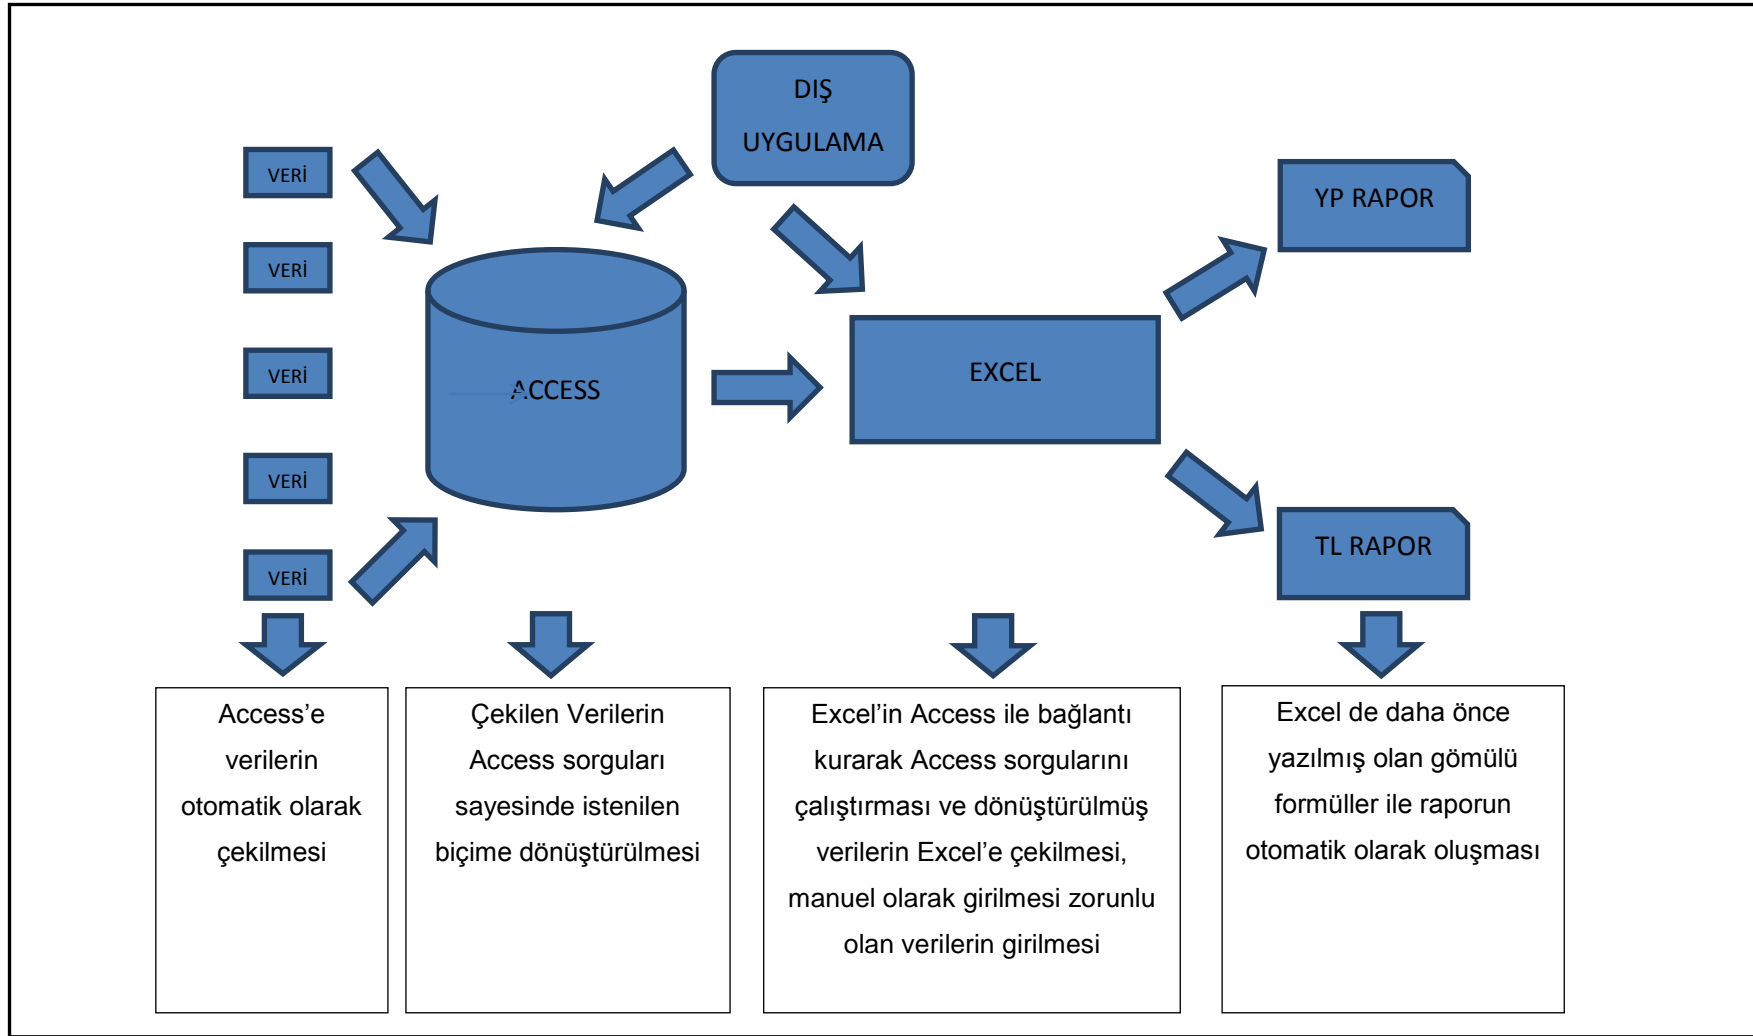 DIŞ
UYGULAMA
VERİ
VERİ
VERİ
VERİ
VERİ
ACCESS
EXCEL
YP RAPOR
TL RAPOR
Access’e
verilerin
otomatik olarak
çekilmesi
Çekilen Verilerin
Access sorguları
sayesinde istenilen
biçime dönüştürülmesi
Excel’in Access ile bağlantı
kurarak Access sorgularını
çalıştırması ve dönüştürülmüş
verilerin Excel’e çekilmesi,
manuel olarak girilmesi zorunlu
olan verilerin girilmesi
Excel de daha önce
yazılmış olan gömülü
formüller ile raporun
otomatik olarak oluşması